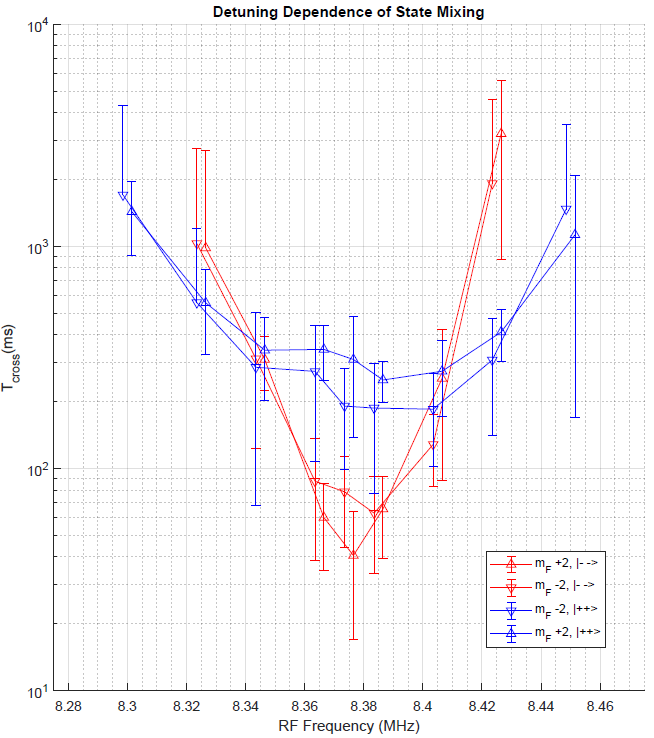 Detuning Dependence of State Mixing
10^4
10^3
10^2
10^1
T_cross(ms)
8.28 8.3 8.32 8.34 8.36 8.38 8.4 8.42 8.44 8.46
RF Frequency (MHz)
m_F +2, |- ->
m_F -2, |- ->
m_F -2, |++>
m_F +2, |++>